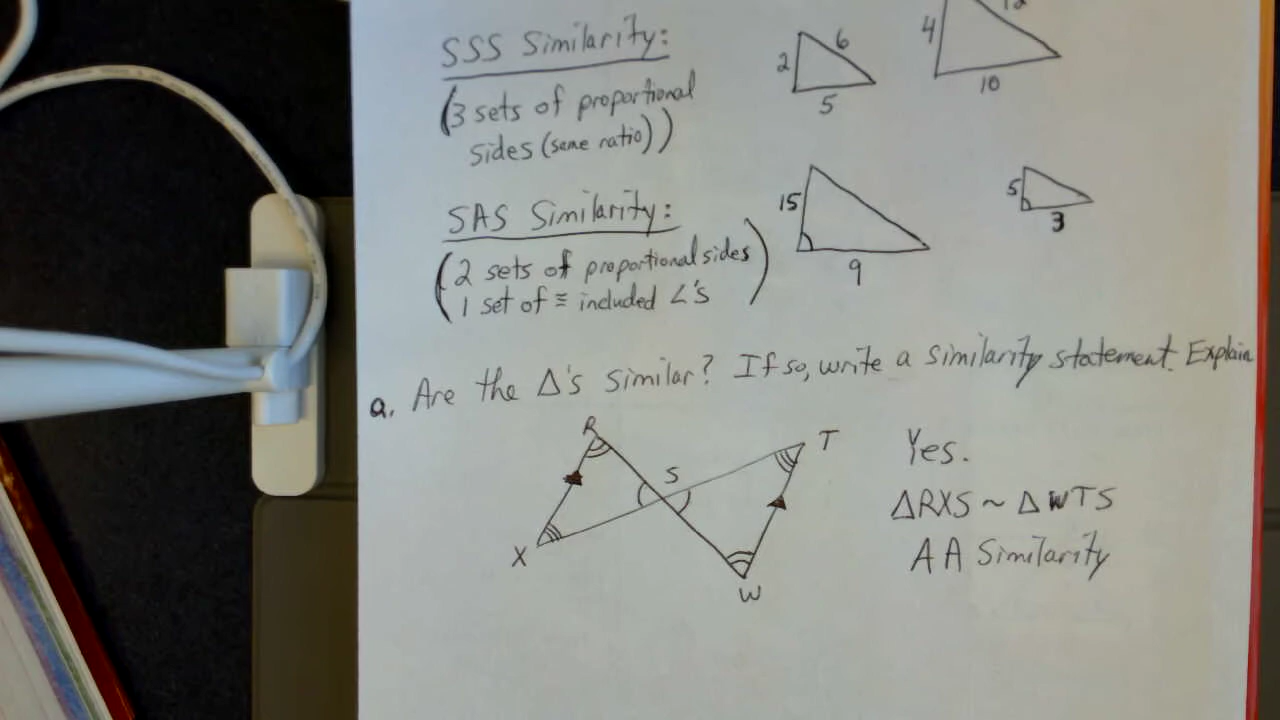 SSS Similarity:
(3 sets of proportional
sides (same ratio))
2 6
5
4 12
10
SAS Similarity:
(2 sets of proportional sides
1 set of ≅ included ∠'s)
15
9
5
3
a. Are the Δ's similar? If so, write a similarity statement. Explain
R
S
T
X
W
Yes.
ΔRXS ~ ΔWTS
AA Similarity